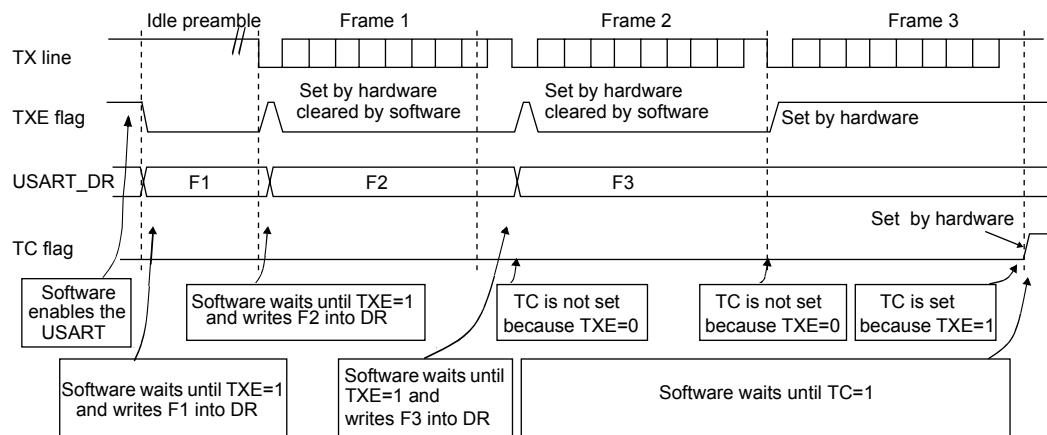 Idle preamble
Frame 1
Frame 2
Frame 3
TX line
TXE flag
Set by hardware
cleared by software
Set by hardware
cleared by software
Set by hardware
USART_DR
F1
F2
F3
TC flag
Set by hardware
Software
enables the
USART
Software waits until TXE=1
and writes F2 into DR
TC is not set
because TXE=0
TC is not set
because TXE=0
TC is set
because TXE=1
Software waits until TXE=1
and writes F1 into DR
Software waits until
TXE=1 and
writes F3 into DR
Software waits until TC=1